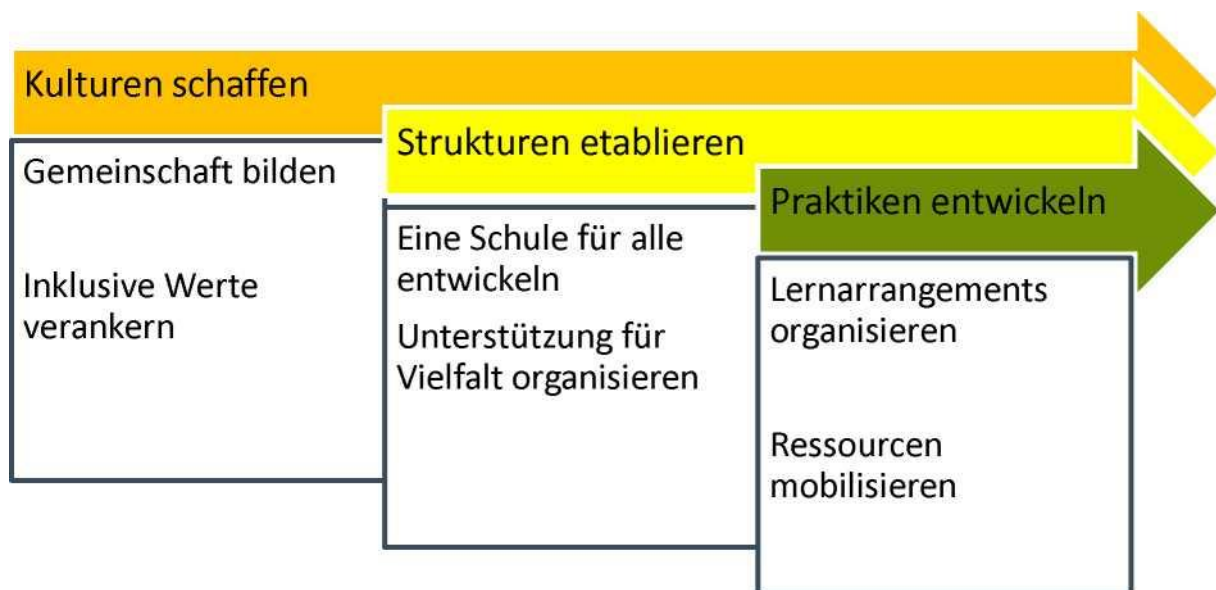 Kulturen schaffen
Gemeinschaft bilden
Inklusive Werte
verankern
Strukturen etablieren
Eine Schule für alle
entwickeln
Unterstützung für
Vielfalt organisieren
Praktiken entwickeln
Lernarrangements
organisieren
Ressourcen
mobilisieren